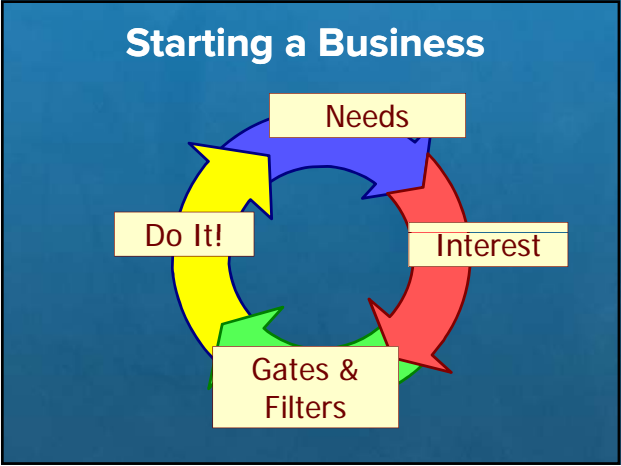 Starting a Business
Needs
Interest
Gates &
Filters
Do It!